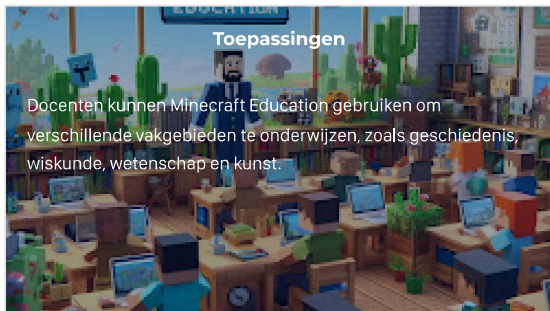 EDUCATION
Toepassingen
Docenten kunnen Minecraft Education gebruiken om
verschillende vakgebieden te onderwijzen, zoals geschiedenis,
wiskunde, wetenschap en kunst.